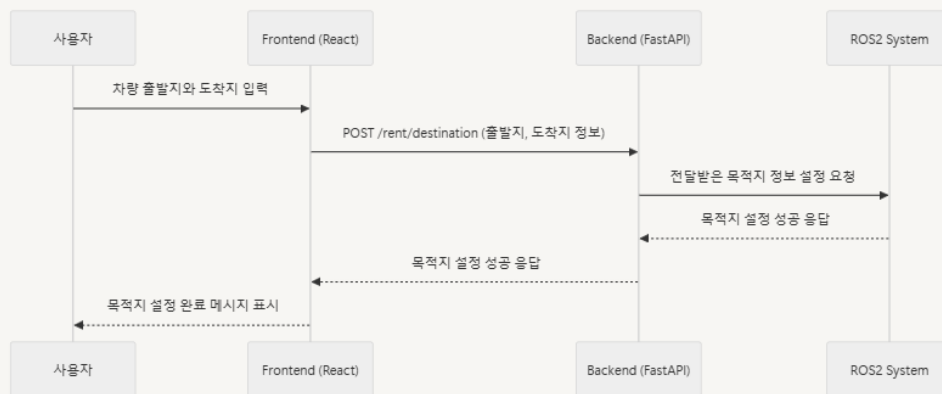 사용자
Frontend (React)
Backend (FastAPI)
ROS2 System
차량 출발지와 도착지 입력
POST /rent/destination (출발지, 도착지 정보)
전달받은 목적지 정보 설정 요청
목적지 설정 성공 응답
목적지 설정 성공 응답
목적지 설정 완료 메시지 표시
사용자
Frontend (React)
Backend (FastAPI)
ROS2 System